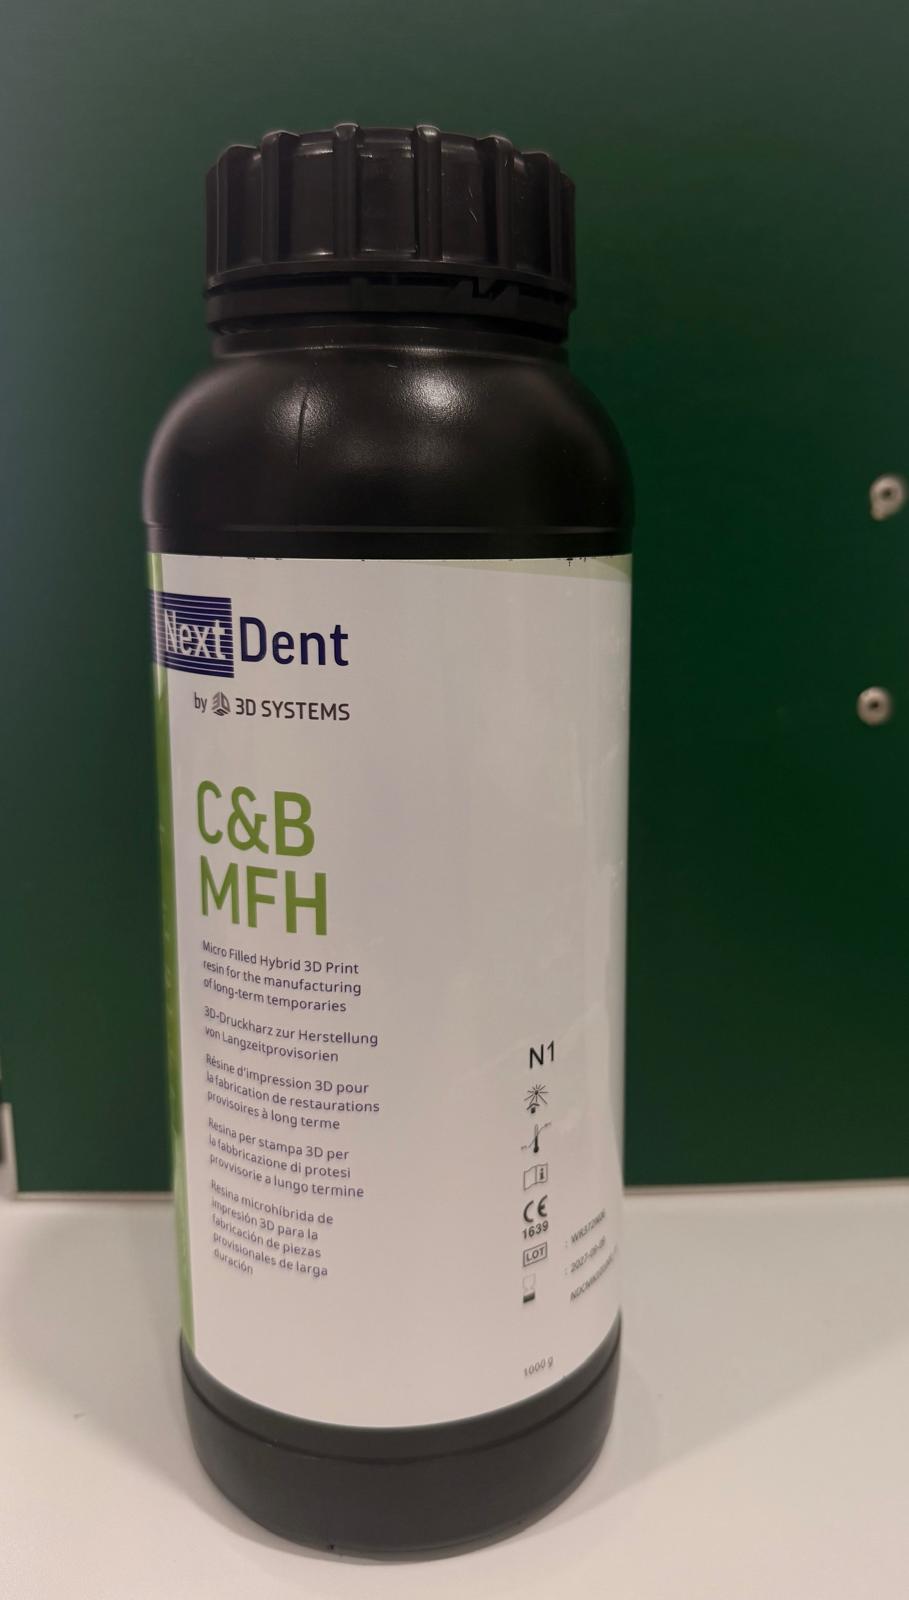 Next Dent
by 3D SYSTEMS
C&B
MFH
Micro Filled Hybrid 3D Print
resin for the manufacturing
of long-term temporaries
3D-Druckharz zur Herstellung
von Langzeitprovisorien
Résine d'impression 3D pour
la fabrication de restaurations
provisoires à long terme
Resina per stampa 3D per
la fabbricazione di protesi
provvisorie a lungo termine
Resina microhíbrida de
impresión 3D para la
fabricación de piezas
provisionales de larga
duración
N1
CE
1639
LOT
1000 g